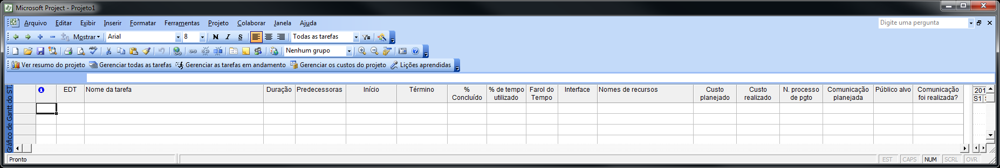 Microsoft Project - Projeto1
Arquivo Editar Exibir Inserir Formatar Ferramentas Projeto Colaborar Janela Ajuda Digite uma pergunta
Mostrar Arial 8 N I S Todas as tarefas
ABC Nenhum grupo
Ver resumo do projeto Gerenciar todas as tarefas Gerenciar as tarefas em andamento Gerenciar os custos do projeto Lições aprendidas
EDT Nome da tarefa Duração Predecessoras Início Término % Concluído % de tempo utilizado Farol do Tempo Interface Nomes de recursos Custo planejado Custo realizado N. processo de pgto Comunicação planejada Público alvo Comunicação foi realizada? 201
S1
Gráfico de Gantt do ST
Pronto EST CAPS NUM SCRL OVR